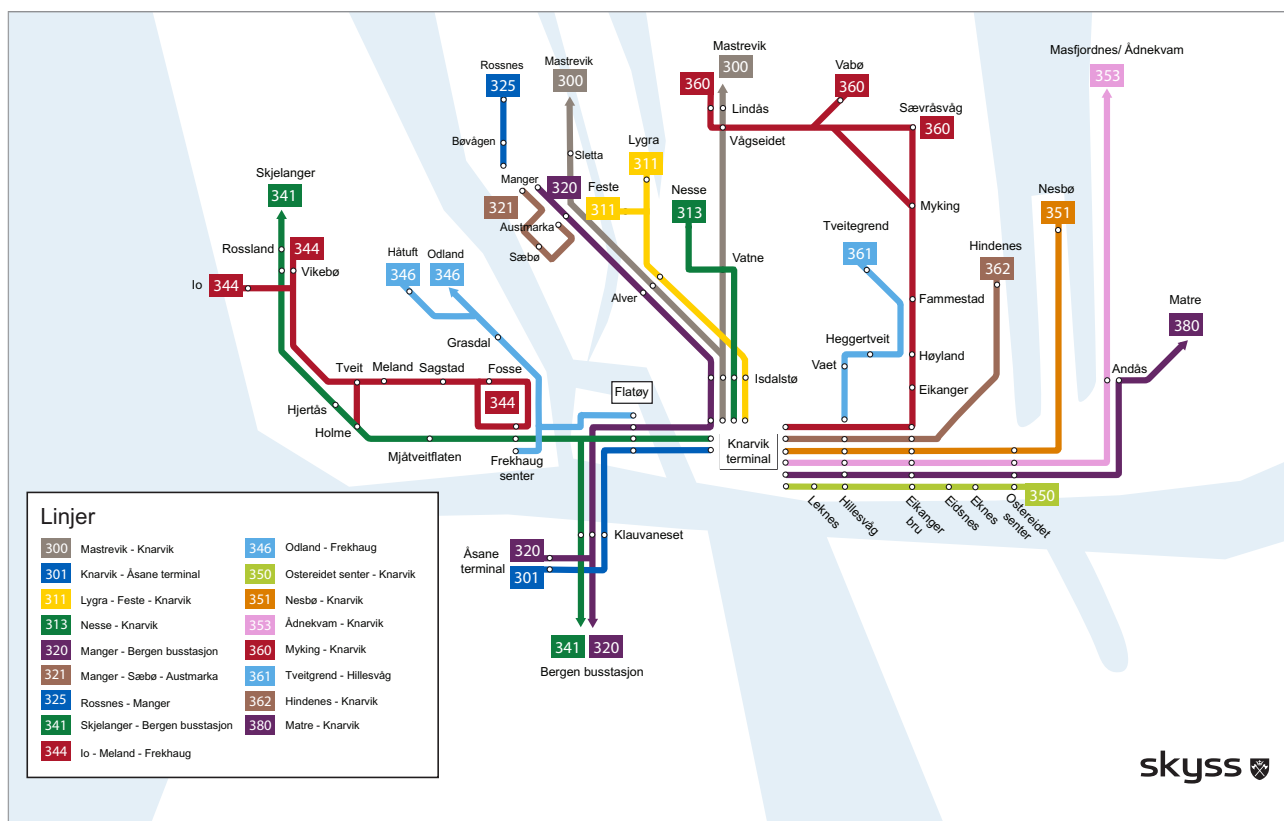 Mastrevik
300
Masfjordnes/ Ådnekvam
353
Rossnes
325
Mastrevik
300
360
Vabø
360
Lindås
Sævråsvåg
360
Vågseidet
Bøvågen
Sletta
Lygra
311
Skjelanger
341
Manger
320
321
Feste
311
Nesse
313
Myking
Nesbø
351
Austmarka
Tveitegrend
361
Rossland
344
Sæbø
Vatne
Hindenes
362
Håtuft
346
Odland
346
Vikebø
Io
344
Alver
Fammestad
Matre
380
Grasdal
Heggertveit
Høyland
Tveit
Meland
Sagstad
Fosse
Vaet
Isdalstø
Andås
344
Flatøy
Eikanger
Hjertås
Holme
Mjåtveitflaten
Frekhaug
senter
Knarvik
terminal
Leknes
Hillesvåg
Eikanger
bru
Eidsnes
Eknes
Ostereidet
senter
350
Klauvaneset
Åsane
terminal
320
301
341
320
Bergen busstasjon
Linjer
300 Mastrevik - Knarvik
301 Knarvik - Åsane terminal
311 Lygra - Feste - Knarvik
313 Nesse - Knarvik
320 Manger - Bergen busstasjon
321 Manger - Sæbø - Austmarka
325 Rossnes - Manger
341 Skjelanger - Bergen busstasjon
344 Io - Meland - Frekhaug
346 Odland - Frekhaug
350 Ostereidet senter - Knarvik
351 Nesbø - Knarvik
353 Ådnekvam - Knarvik
360 Myking - Knarvik
361 Tveitgrend - Hillesvåg
362 Hindenes - Knarvik
380 Matre - Knarvik
skyss